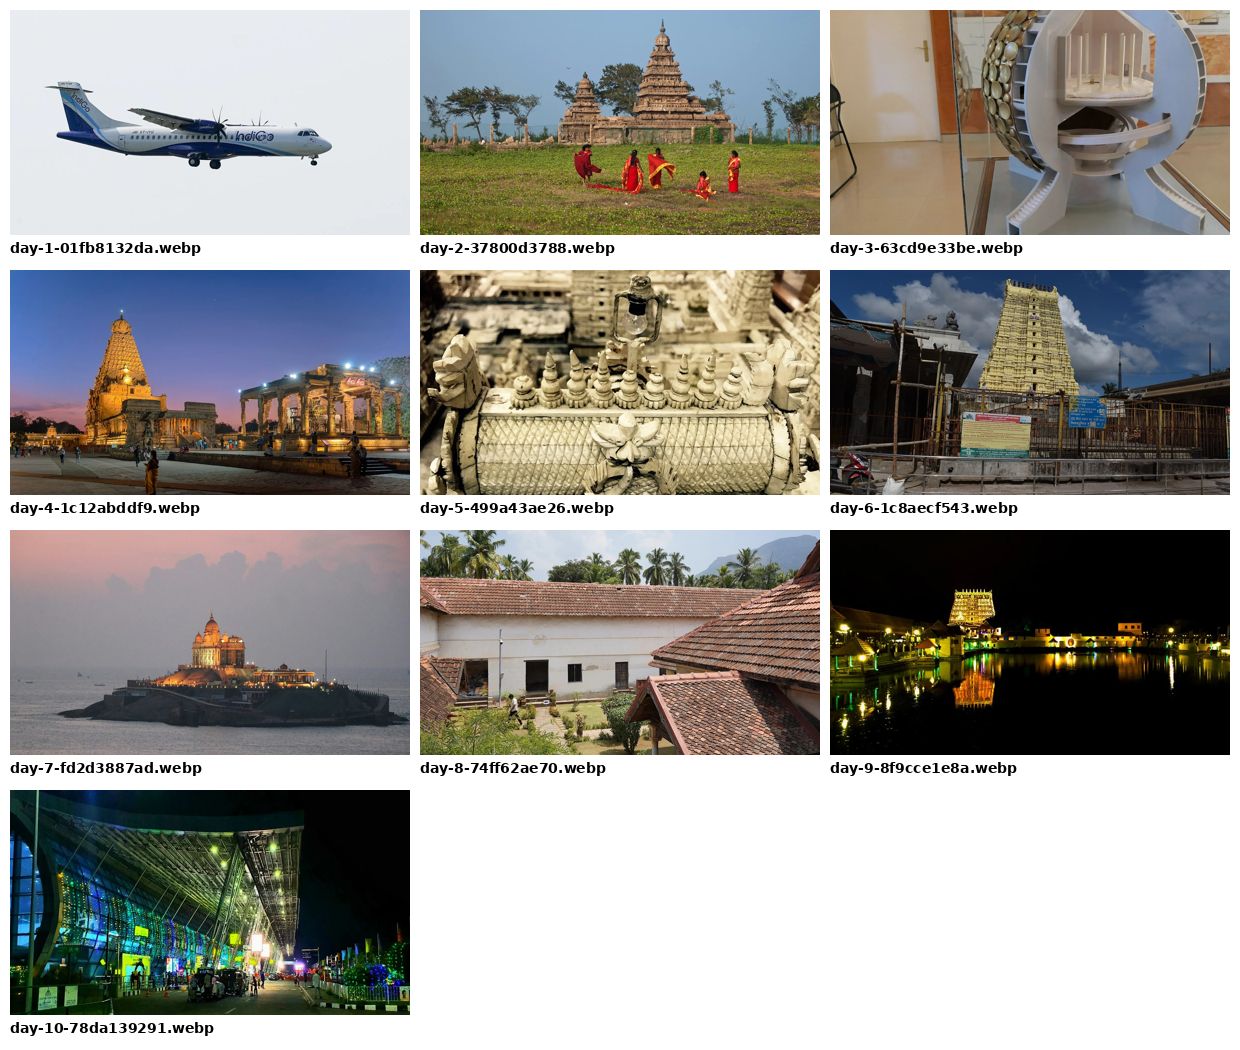 IndiGo
IndiGo
day-1-01fb8132da.webp
day-2-37800d3788.webp
day-3-63cd9e33be.webp
day-4-1c12abddf9.webp
day-5-499a43ae26.webp
day-6-1c8aecf543.webp
day-7-fd2d3887ad.webp
day-8-74ff62ae70.webp
day-9-8f9cce1e8a.webp
day-10-78da139291.webp